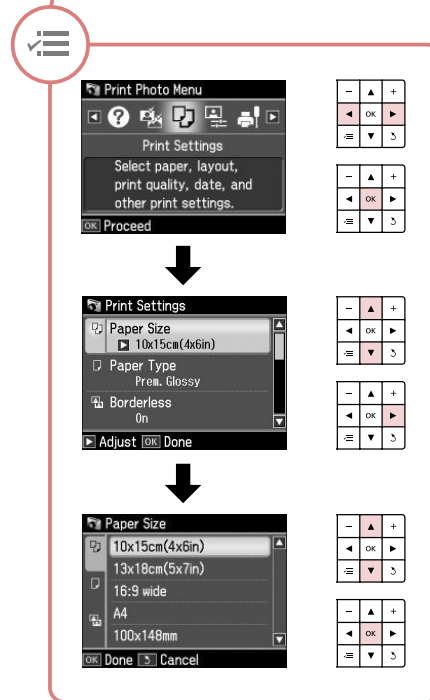 Print Photo Menu
Print Settings
Select paper, layout,
print quality, date, and
other print settings.
OK Proceed
- +
OK
- +
OK
Print Settings
Paper Size
10x15cm(4x6in)
Paper Type
Prem. Glossy
Borderless
On
Adjust OK Done
- +
OK
- +
OK
Paper Size
10x15cm(4x6in)
13x18cm(5x7in)
16:9 wide
A4
100x148mm
OK Done Cancel
- +
OK
- +
OK